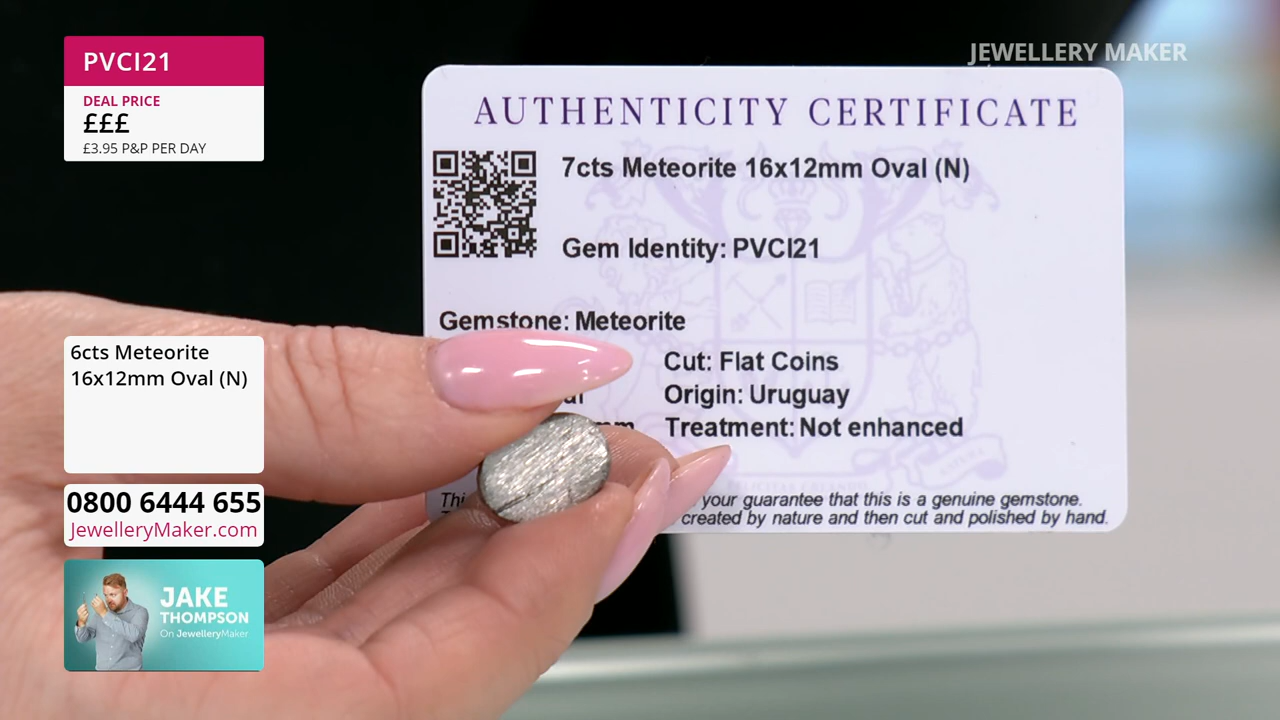 PVCI21
DEAL PRICE
£££
£3.95 P&P PER DAY
JEWELLERY MAKER
AUTHENTICITY CERTIFICATE
7cts Meteorite 16x12mm Oval (N)
Gem Identity: PVCI21
Gemstone: Meteorite
Cut: Flat Coins
Origin: Uruguay
mm Treatment: Not enhanced
your guarantee that this is a genuine gemstone.
created by nature and then cut and polished by hand.
6cts Meteorite
16x12mm Oval (N)
0800 6444 655
JewelleryMaker.com
JAKE
THOMPSON
On JewelleryMaker